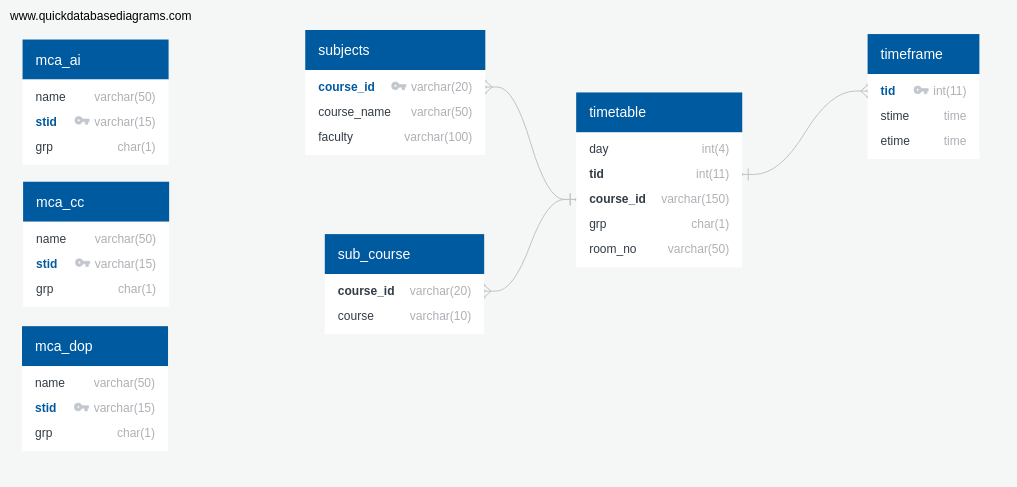 www.quickdatabasediagrams.com
mca_ai
name varchar(50)
stid varchar(15)
grp char(1)
mca_cc
name varchar(50)
stid varchar(15)
grp char(1)
mca_dop
name varchar(50)
stid varchar(15)
grp char(1)
subjects
course_id varchar(20)
course_name varchar(50)
faculty varchar(100)
sub_course
course_id varchar(20)
course varchar(10)
timetable
day int(4)
tid int(11)
course_id varchar(150)
grp char(1)
room_no varchar(50)
timeframe
tid int(11)
stime time
etime time